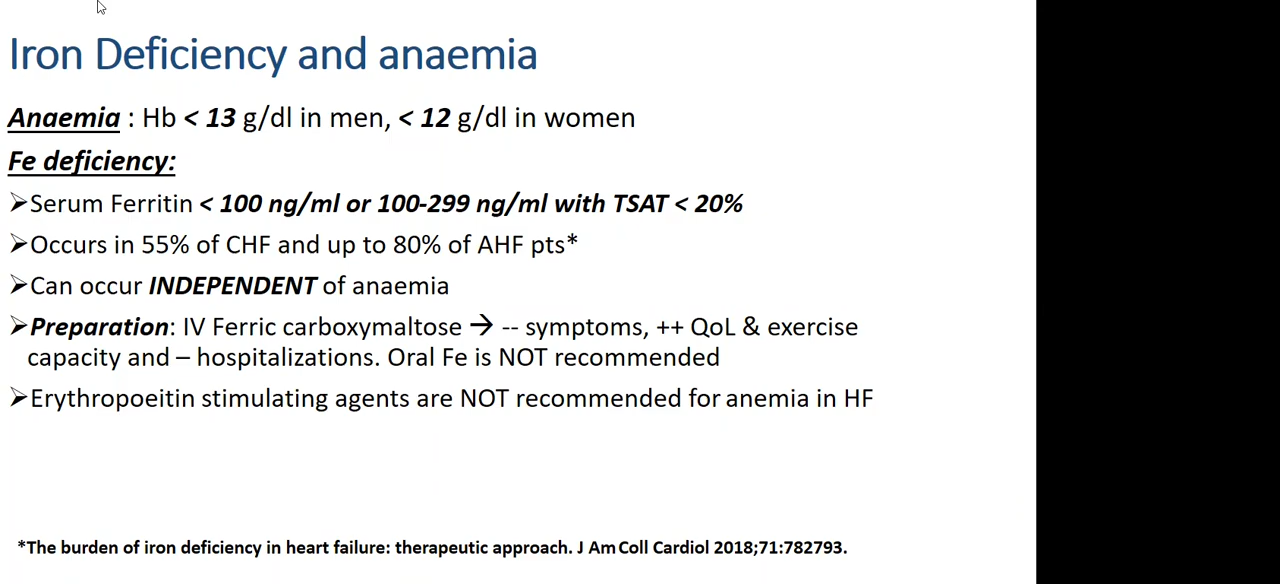 Iron Deficiency and anaemia
Anaemia : Hb < 13 g/dl in men, < 12 g/dl in women
Fe deficiency:
➢Serum Ferritin < 100 ng/ml or 100-299 ng/ml with TSAT < 20%
➢Occurs in 55% of CHF and up to 80% of AHF pts*
➢Can occur INDEPENDENT of anaemia
➢Preparation: IV Ferric carboxymaltose → -- symptoms, ++ QoL & exercise
capacity and – hospitalizations. Oral Fe is NOT recommended
➢Erythropoeitin stimulating agents are NOT recommended for anemia in HF
*The burden of iron deficiency in heart failure: therapeutic approach. J Am Coll Cardiol 2018;71:782793.